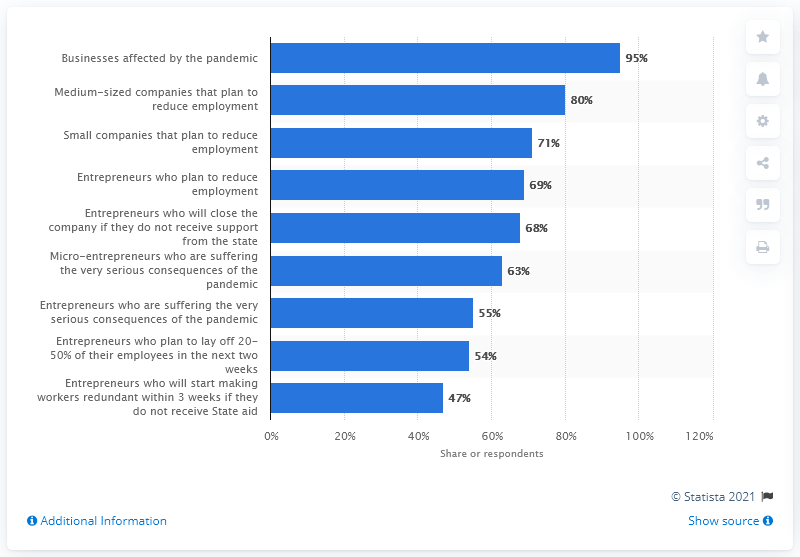 Businesses affected by the pandemic
95%
Medium-sized companies that plan to
reduce employment
80%
Small companies that plan to reduce
employment
71%
Entrepreneurs who plan to reduce
employment
69%
Entrepreneurs who will close the
company if they do not receive support
from the state
68%
Micro-entrepreneurs who are suffering
the very serious consequences of the
pandemic
63%
Entrepreneurs who are suffering the very
serious consequences of the pandemic
55%
Entrepreneurs who plan to lay off 20-
50% of their employees in the next two
weeks
54%
Entrepreneurs who will start making
workers redundant within 3 weeks if they
do not receive State aid
47%
0% 20% 40% 60% 80% 100% 120%
Share or respondents
© Statista 2021
Additional Information
Show source